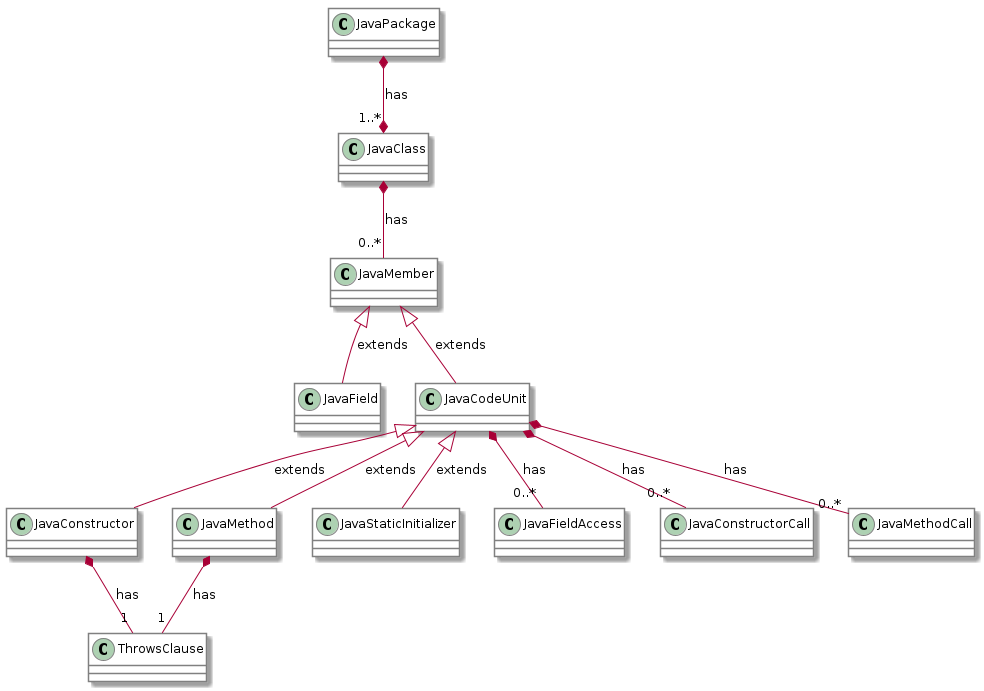 C JavaPackage
has
1..*
C JavaClass
has
0..*
C JavaMember
extends
extends
C JavaField
C JavaCodeUnit
extends
extends
extends
has
has
has
0..*
0..*
0..*
C JavaConstructor
C JavaMethod
C JavaStaticInitializer
C JavaFieldAccess
C JavaConstructorCall
C JavaMethodCall
has
has
1
1
C ThrowsClause